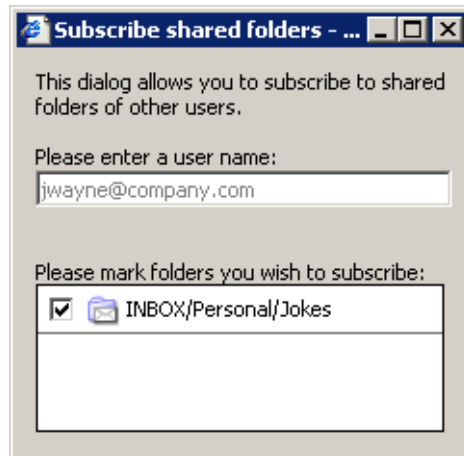 Subscribe shared folders - ...
This dialog allows you to subscribe to shared
folders of other users.
Please enter a user name:
jwayne@company.com
Please mark folders you wish to subscribe:
INBOX/Personal/Jokes